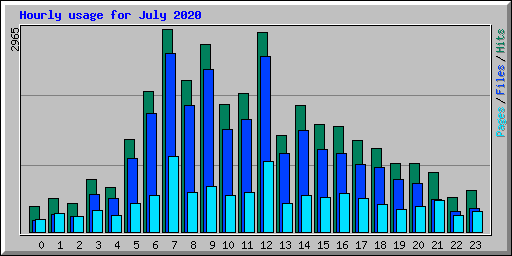 Hourly usage for July 2020
2965
Pages / Files / Hits
0 1 2 3 4 5 6 7 8 9 10 11 12 13 14 15 16 17 18 19 20 21 22 23